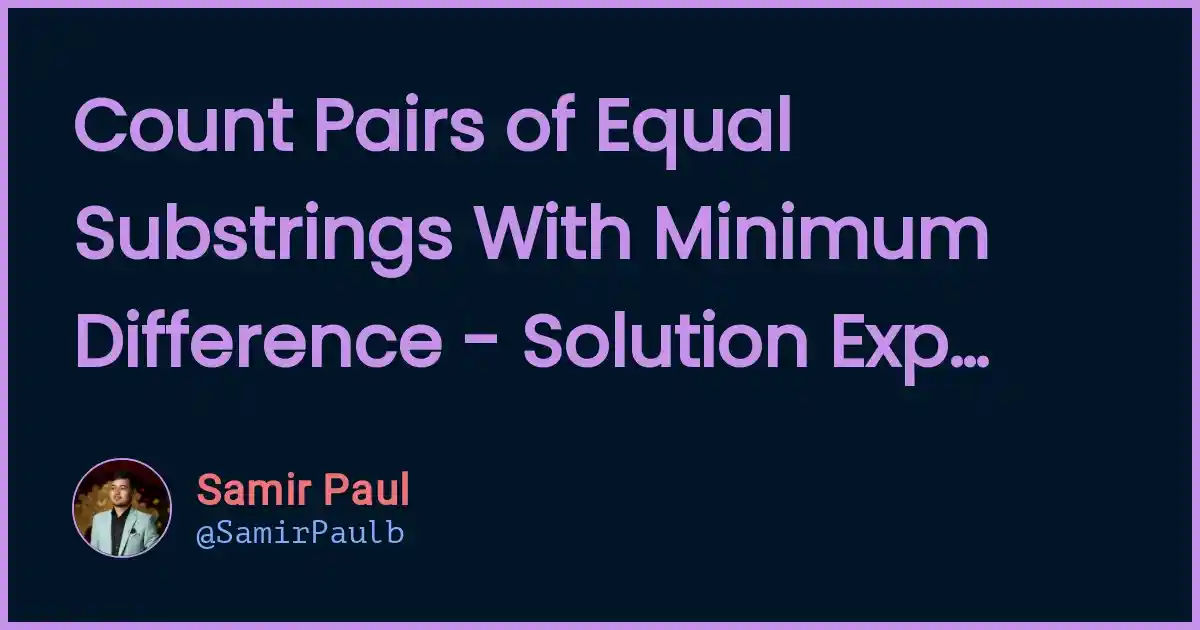 Count Pairs of Equal
Substrings With Minimum
Difference - Solution Exp...
Samir Paul
@SamirPaulb